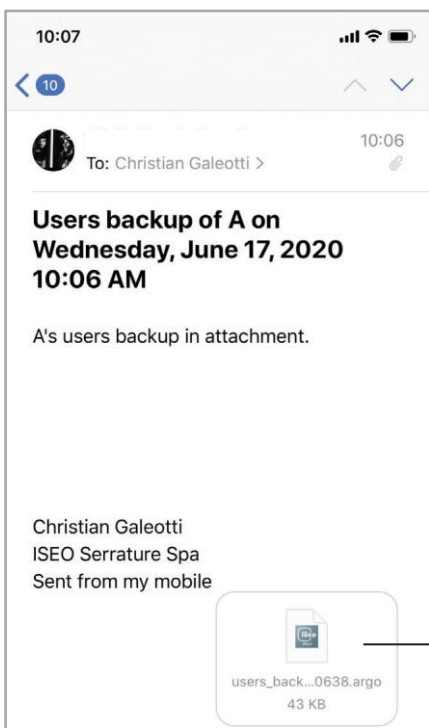 10:07
10
10:06
To: Christian Galeotti >
Users backup of A on
Wednesday, June 17, 2020
10:06 AM
A's users backup in attachment.
Christian Galeotti
ISEO Serrature Spa
Sent from my mobile
iseo
users_back...0638.argo
43 KB